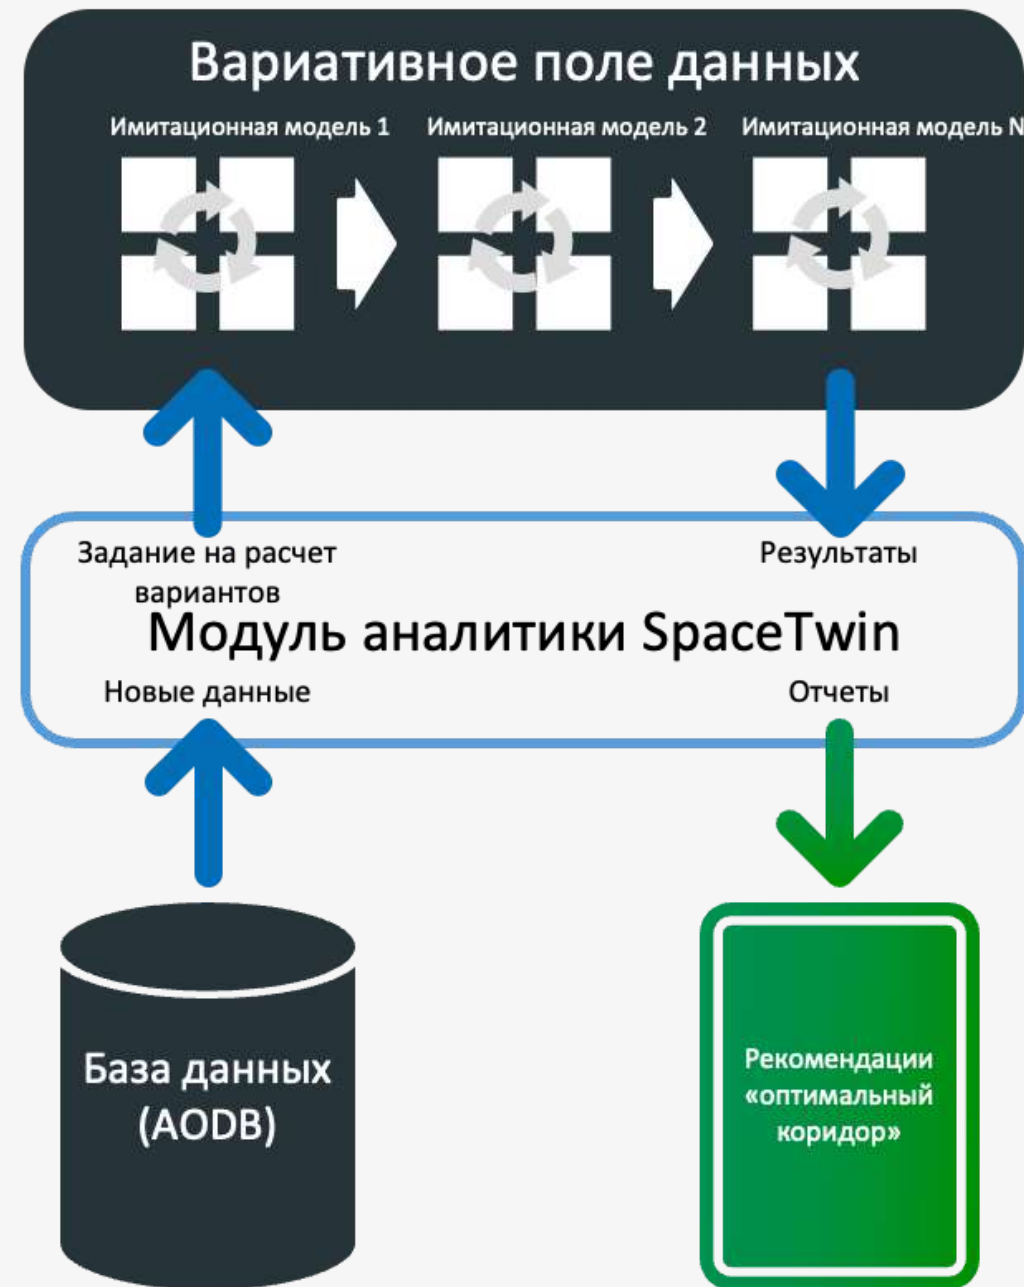 Вариативное поле данных
Имитационная модель 1
Имитационная модель 2
Имитационная модель N
Задание на расчет
вариантов
Результаты
Модуль аналитики SpaceTwin
Новые данные
Отчеты
База данных
(AODB)
Рекомендации
«оптимальный
коридор»